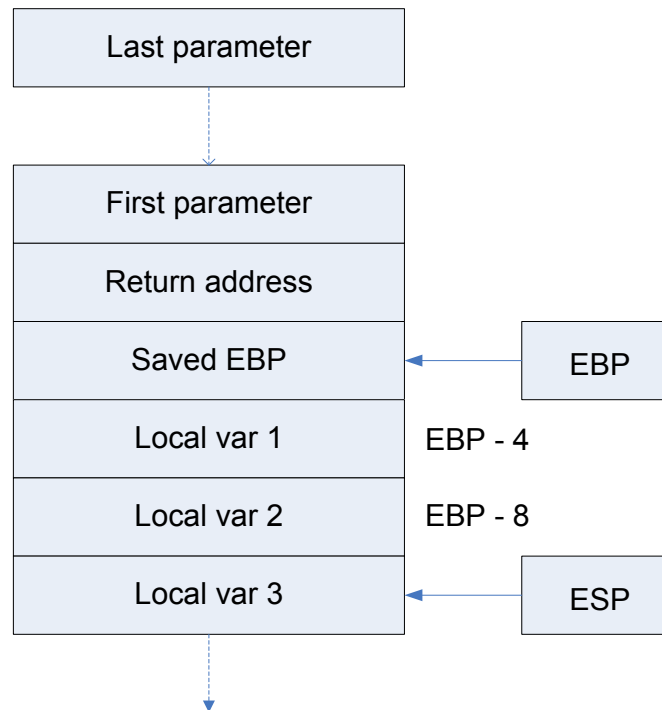 Last parameter
First parameter
Return address
Saved EBP
EBP
Local var 1
EBP - 4
Local var 2
EBP - 8
Local var 3
ESP